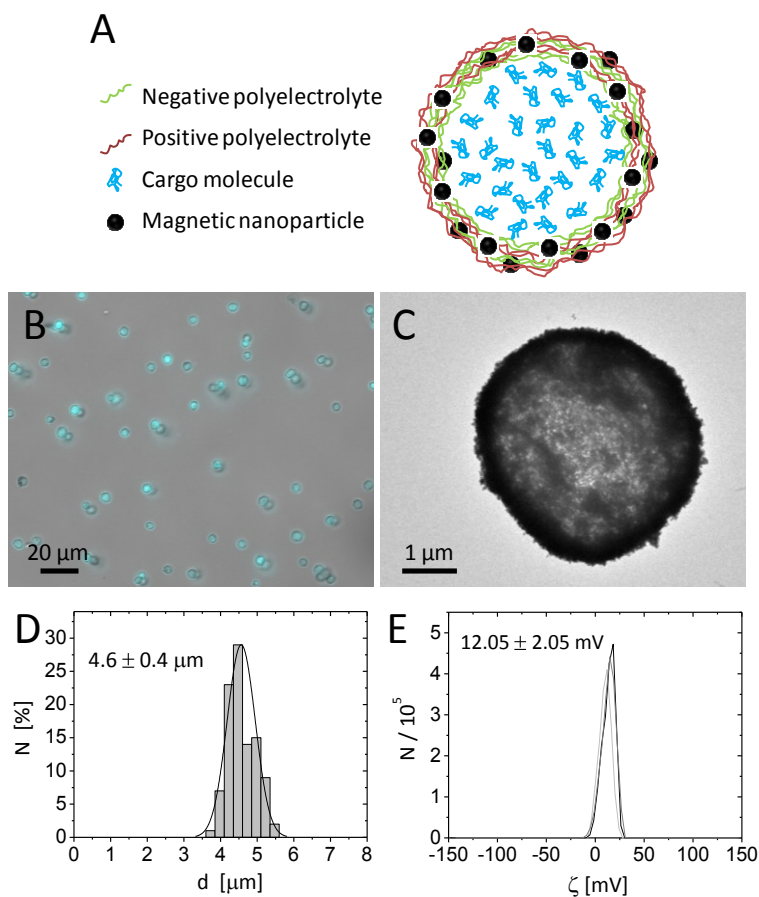 A
Negative polyelectrolyte
Positive polyelectrolyte
Cargo molecule
Magnetic nanoparticle
B
20 µm
C
1 µm
D
4.6 ± 0.4 µm
30
25
20
15
10
5
0
N [%]
0 1 2 3 4 5 6 7 8
d [µm]
E
12.05 ± 2.05 mV
5
4
3
2
1
0
N / 10⁵
-150 -100 -50 0 50 100 150
ζ [mV]